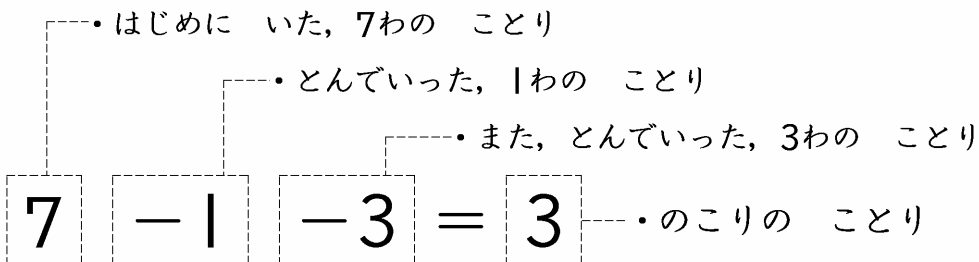 ・はじめに　いた，7わの　ことり
・とんでいった，1わの　ことり
・また，とんでいった，3わの　ことり
7 －1 －3 ＝ 3 ・のこりの　ことり